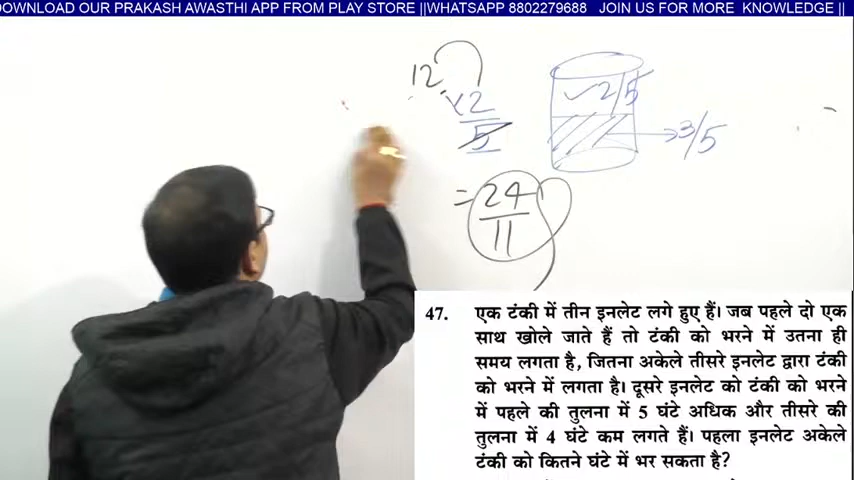 OWNLOAD OUR PRAKASH AWASTHI APP FROM PLAY STORE ||WHATSAPP 8802279688 JOIN US FOR MORE KNOWLEDGE ||
12
×2
5
✓2/5
→3/5
= 24
11
47. एक टंकी में तीन इनलेट लगे हुए हैं। जब पहले दो एक
साथ खोले जाते हैं तो टंकी को भरने में उतना ही
समय लगता है, जितना अकेले तीसरे इनलेट द्वारा टंकी
को भरने में लगता है। दूसरे इनलेट को टंकी को भरने
में पहले की तुलना में 5 घंटे अधिक और तीसरे की
तुलना में 4 घंटे कम लगते हैं। पहला इनलेट अकेले
टंकी को कितने घंटे में भर सकता है?